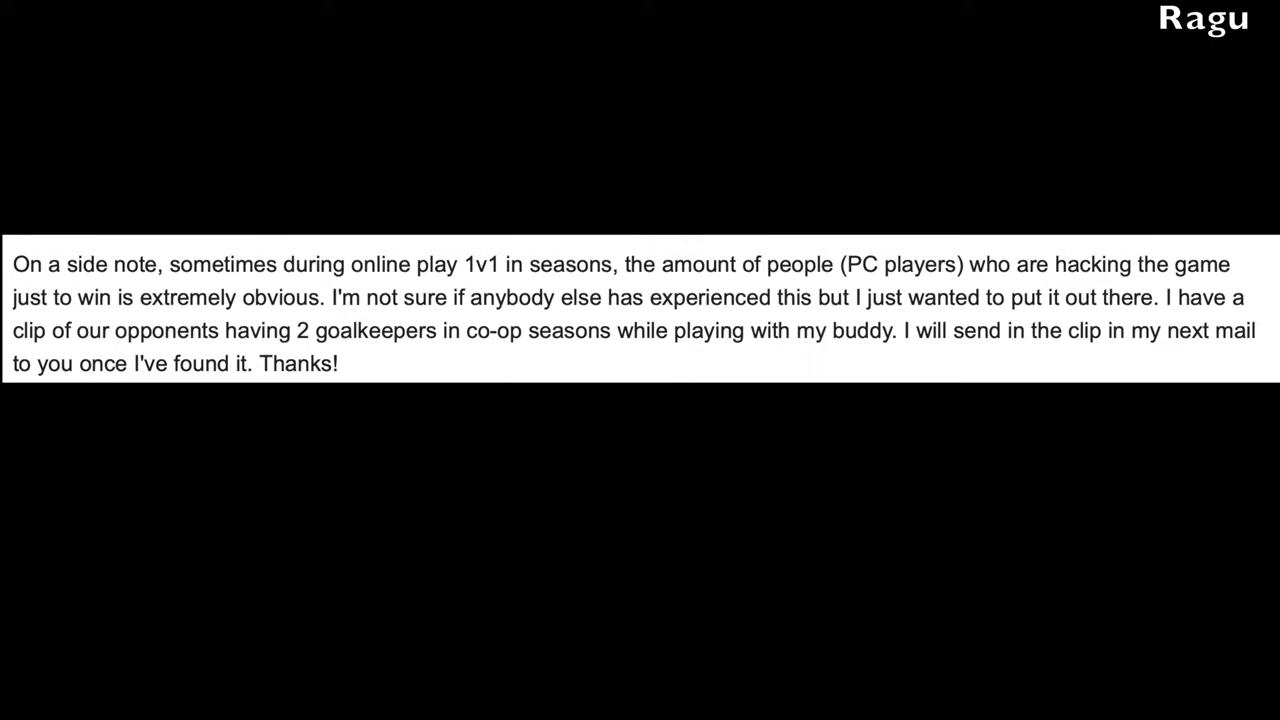 Ragu
On a side note, sometimes during online play 1v1 in seasons, the amount of people (PC players) who are hacking the game
just to win is extremely obvious. I'm not sure if anybody else has experienced this but I just wanted to put it out there. I have a
clip of our opponents having 2 goalkeepers in co-op seasons while playing with my buddy. I will send in the clip in my next mail
to you once I've found it. Thanks!